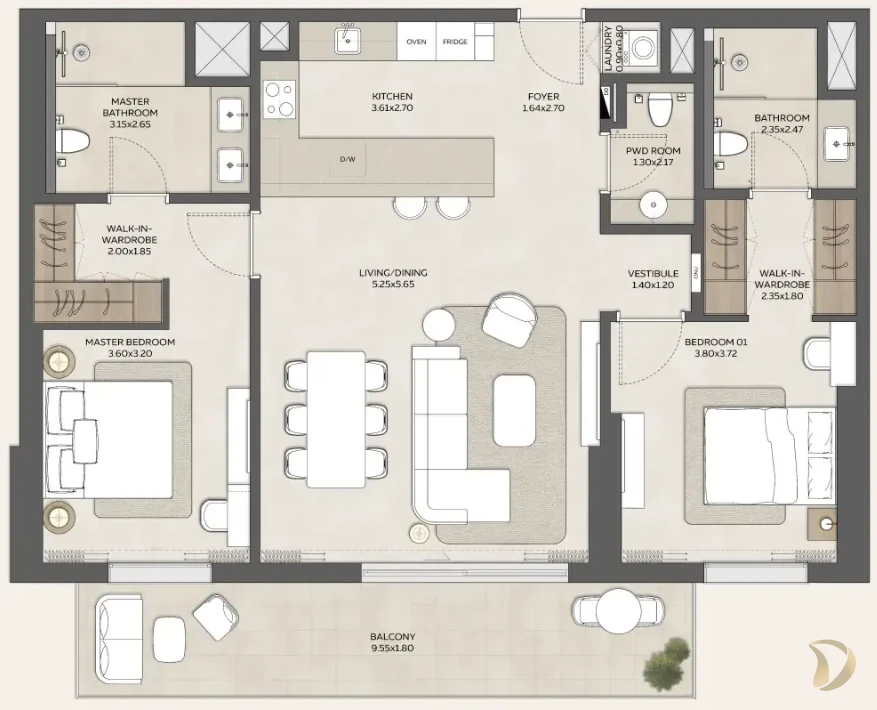 OVEN
FRIDGE
LAUNDRY
0.90x0.80
KITCHEN
3.61x2.70
FOYER
1.64x2.70
DB
MASTER
BATHROOM
3.15x2.65
BATHROOM
2.35x2.47
D/W
PWD ROOM
1.30x2.17
WALK-IN-
WARDROBE
2.00x1.85
LIVING/DINING
5.25x5.65
VESTIBULE
1.40x1.20
WALK-IN-
WARDROBE
2.35x1.80
MASTER BEDROOM
3.60x3.20
BEDROOM 01
3.80x3.72
BALCONY
9.55x1.80